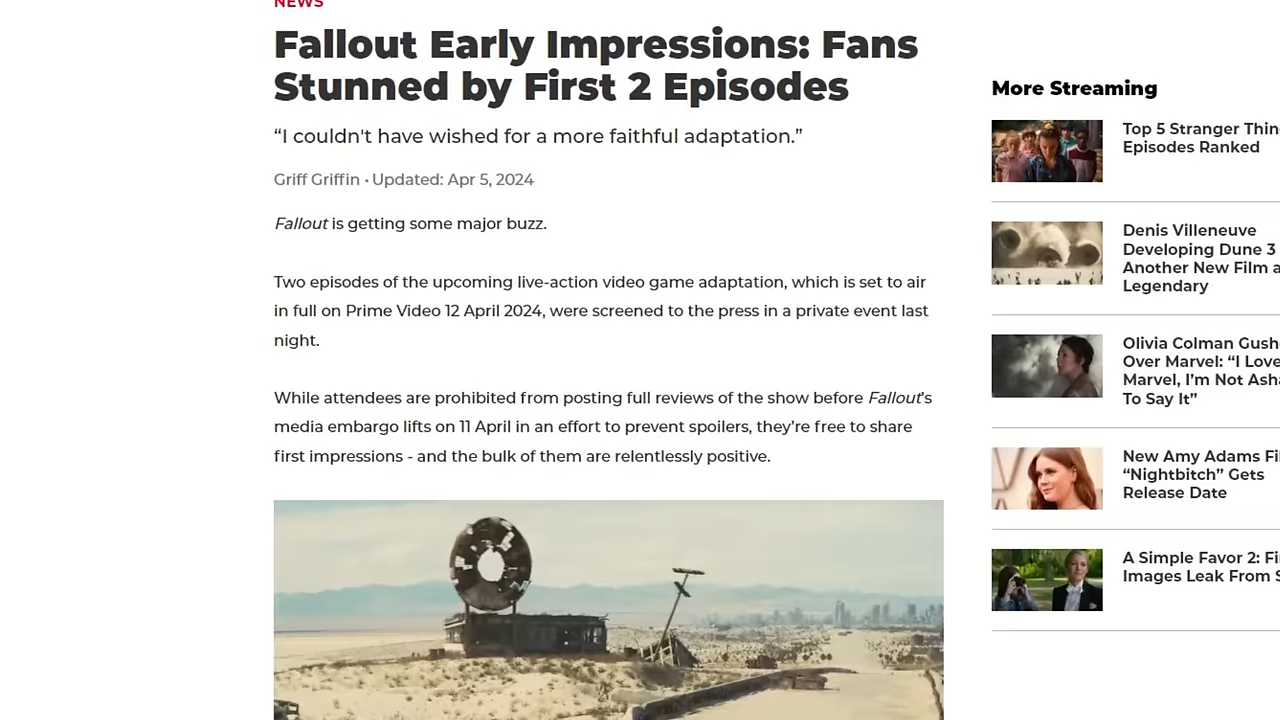 NEWS
Fallout Early Impressions: Fans
Stunned by First 2 Episodes
“I couldn't have wished for a more faithful adaptation.”
Griff Griffin • Updated: Apr 5, 2024
Fallout is getting some major buzz.
Two episodes of the upcoming live-action video game adaptation, which is set to air
in full on Prime Video 12 April 2024, were screened to the press in a private event last
night.
While attendees are prohibited from posting full reviews of the show before Fallout's
media embargo lifts on 11 April in an effort to prevent spoilers, they’re free to share
first impressions - and the bulk of them are relentlessly positive.
More Streaming
Top 5 Stranger Thin
Episodes Ranked
Denis Villeneuve
Developing Dune 3
Another New Film a
Legendary
Olivia Colman Gush
Over Marvel: “I Love
Marvel, I’m Not Ash
To Say It”
New Amy Adams Fi
“Nightbitch” Gets
Release Date
A Simple Favor 2: Fi
Images Leak From S